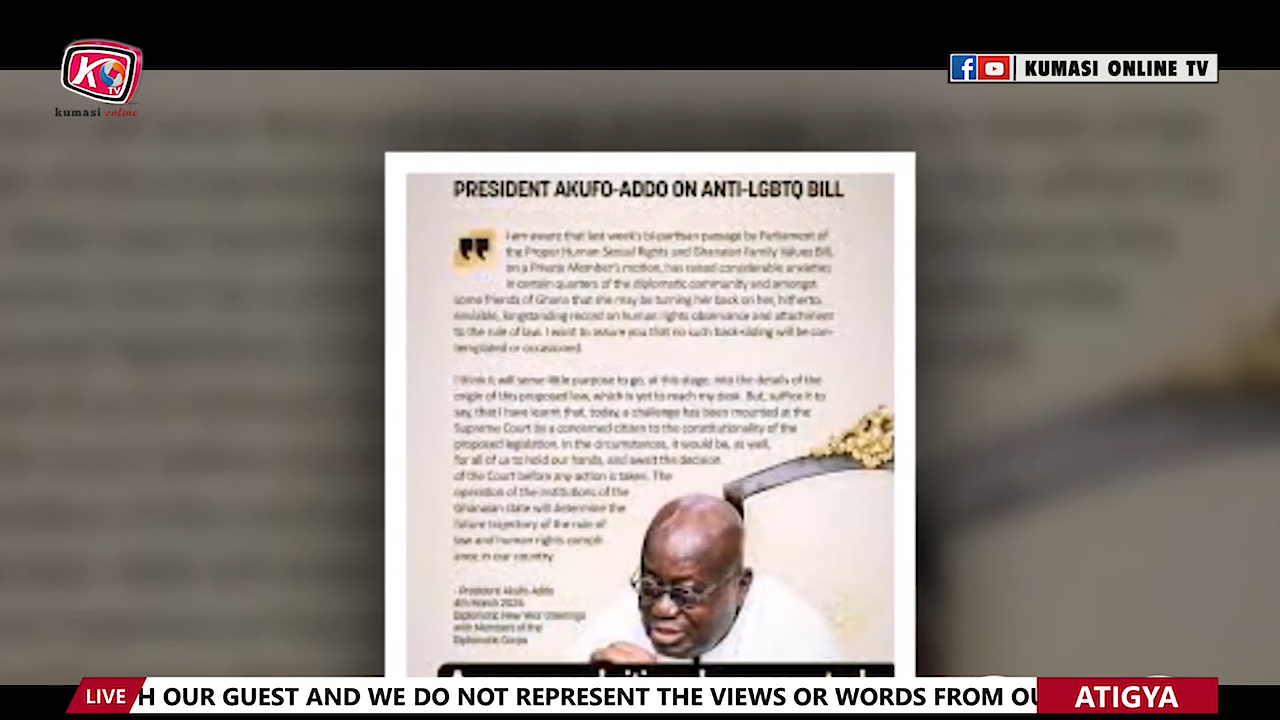 KTV
kumasi online
KUMASI ONLINE TV
PRESIDENT AKUFO-ADDO ON ANTI-LGBTQ BILL
I am aware that last week's bi-partisan passage by Parliament of
the Proper Human Sexual Rights and Ghanaian Family Values Bill,
on a Private Member's motion, has raised considerable anxieties
in certain quarters of the diplomatic community and amongst
some friends of Ghana that she may be turning her back on her, hitherto,
enviable, longstanding record on human rights observance and attachment
to the rule of law. I want to assure you that no such back-sliding will be con-
templated or occasioned.
I think it will serve little purpose to go, at this stage, into the details of the
origin of this proposed law, which is yet to reach my desk. But, suffice it to
say, that I have learnt that, today, a challenge has been mounted at the
Supreme Court by a concerned citizen to the constitutionality of the
proposed legislation. In the circumstances, it would be, as well,
for all of us to hold our hands, and await the decision
of the Court before any action is taken. The
operation of the institutions of the
Ghanaian state will determine the
future trajectory of the rule of
law and human rights compli-
ance in our country.
- President Akufo-Addo
4th March 2024
Diplomatic New Year Greetings
with Members of the
Diplomatic Corps
LIVE
H OUR GUEST AND WE DO NOT REPRESENT THE VIEWS OR WORDS FROM OU
ATIGYA